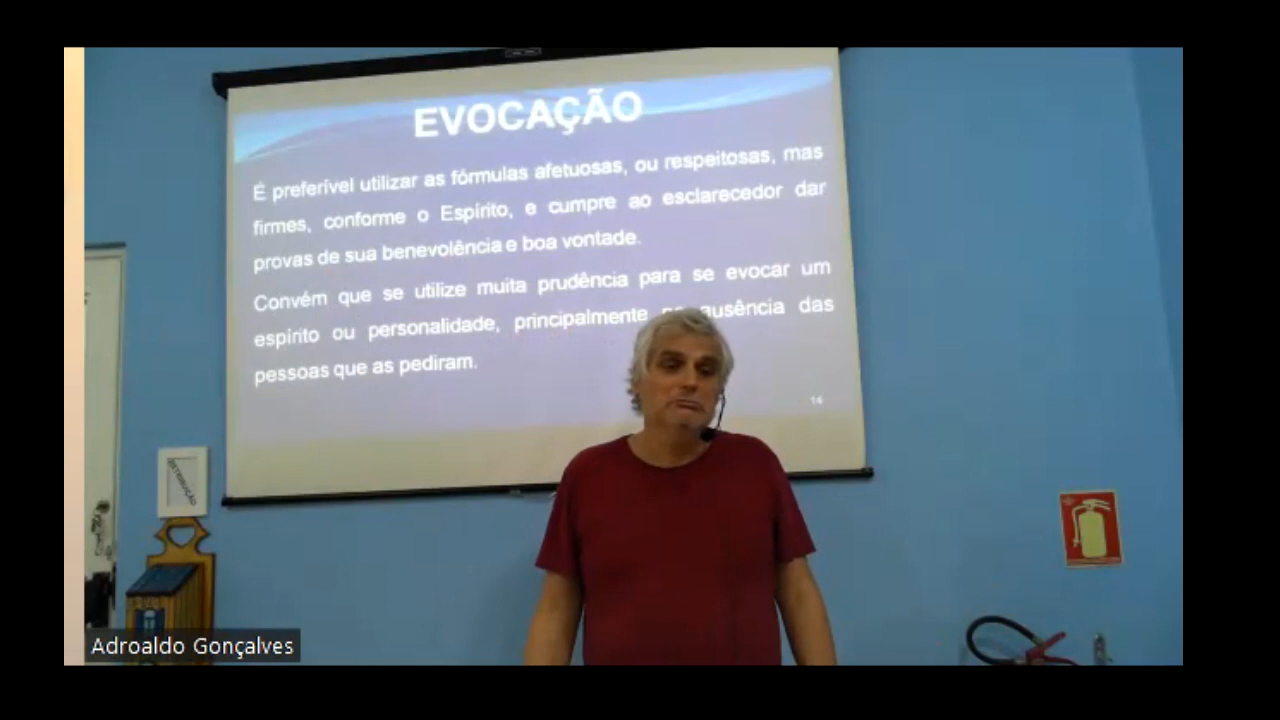 EVOCAÇÃO
É preferível utilizar as fórmulas afetuosas, ou respeitosas, mas
firmes, conforme o Espírito, e cumpre ao esclarecedor dar
provas de sua benevolência e boa vontade.
Convém que se utilize muita prudência para se evocar um
espírito ou personalidade, principalmente ausência das
pessoas que as pediram.
14
Adroaldo Gonçalves